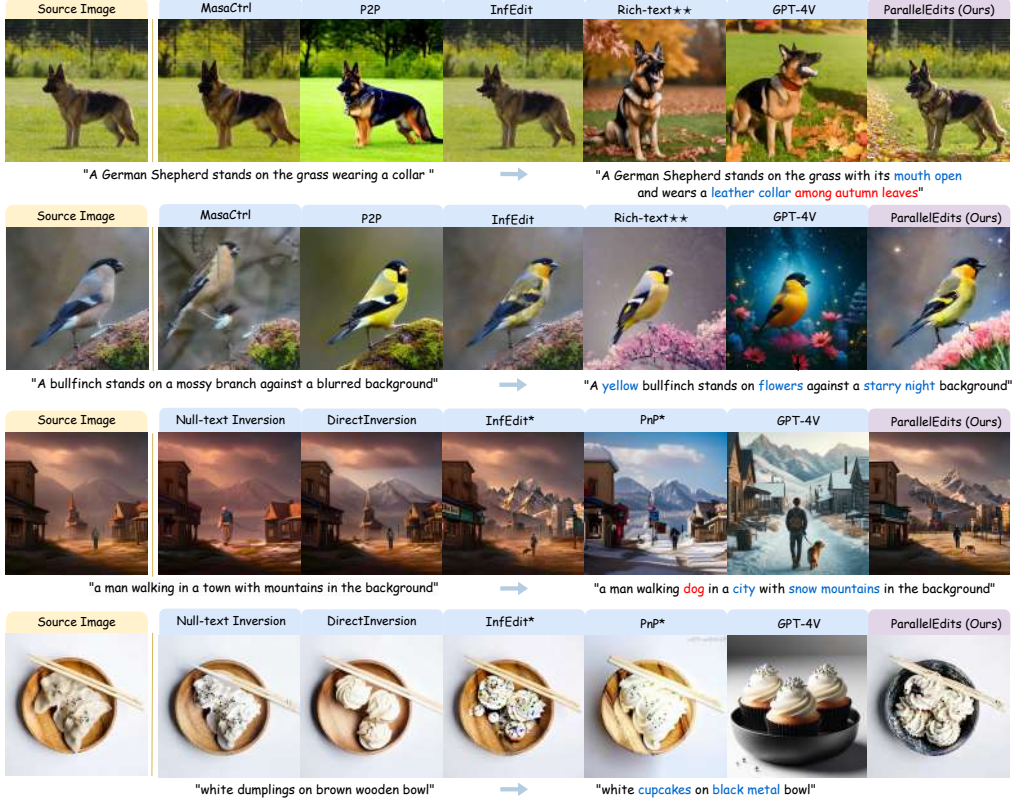 Source Image MasaCtrl P2P InfEdit Rich-text★★ GPT-4V ParallelEdits (Ours)
"A German Shepherd stands on the grass wearing a collar " "A German Shepherd stands on the grass with its mouth open
and wears a leather collar among autumn leaves"
Source Image MasaCtrl P2P InfEdit Rich-text★★ GPT-4V ParallelEdits (Ours)
"A bullfinch stands on a mossy branch against a blurred background" "A yellow bullfinch stands on flowers against a starry night background"
Source Image Null-text Inversion DirectInversion InfEdit* PnP* GPT-4V ParallelEdits (Ours)
"a man walking in a town with mountains in the background" "a man walking dog in a city with snow mountains in the background"
Source Image Null-text Inversion DirectInversion InfEdit* PnP* GPT-4V ParallelEdits (Ours)
"white dumplings on brown wooden bowl" "white cupcakes on black metal bowl"